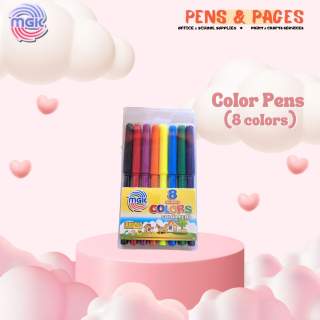 MGK
PENS & PAGES
OFFICE & SCHOOL SUPPLIES • PRINT & CRAFTS SERVICES
Color Pens
(8 colors)
MGK
8
COLORS